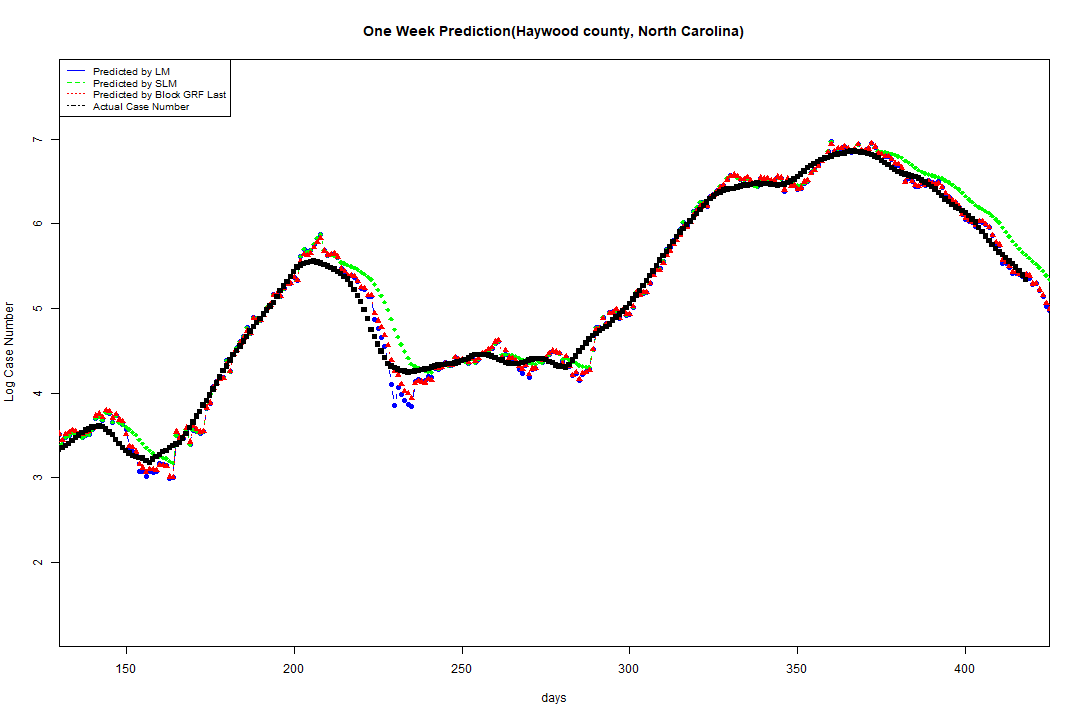 One Week Prediction(Haywood county, North Carolina)
Predicted by LM
Predicted by SLM
Predicted by Block GRF Last
Actual Case Number
7
6
5
4
3
2
Log Case Number
150 200 250 300 350 400
days